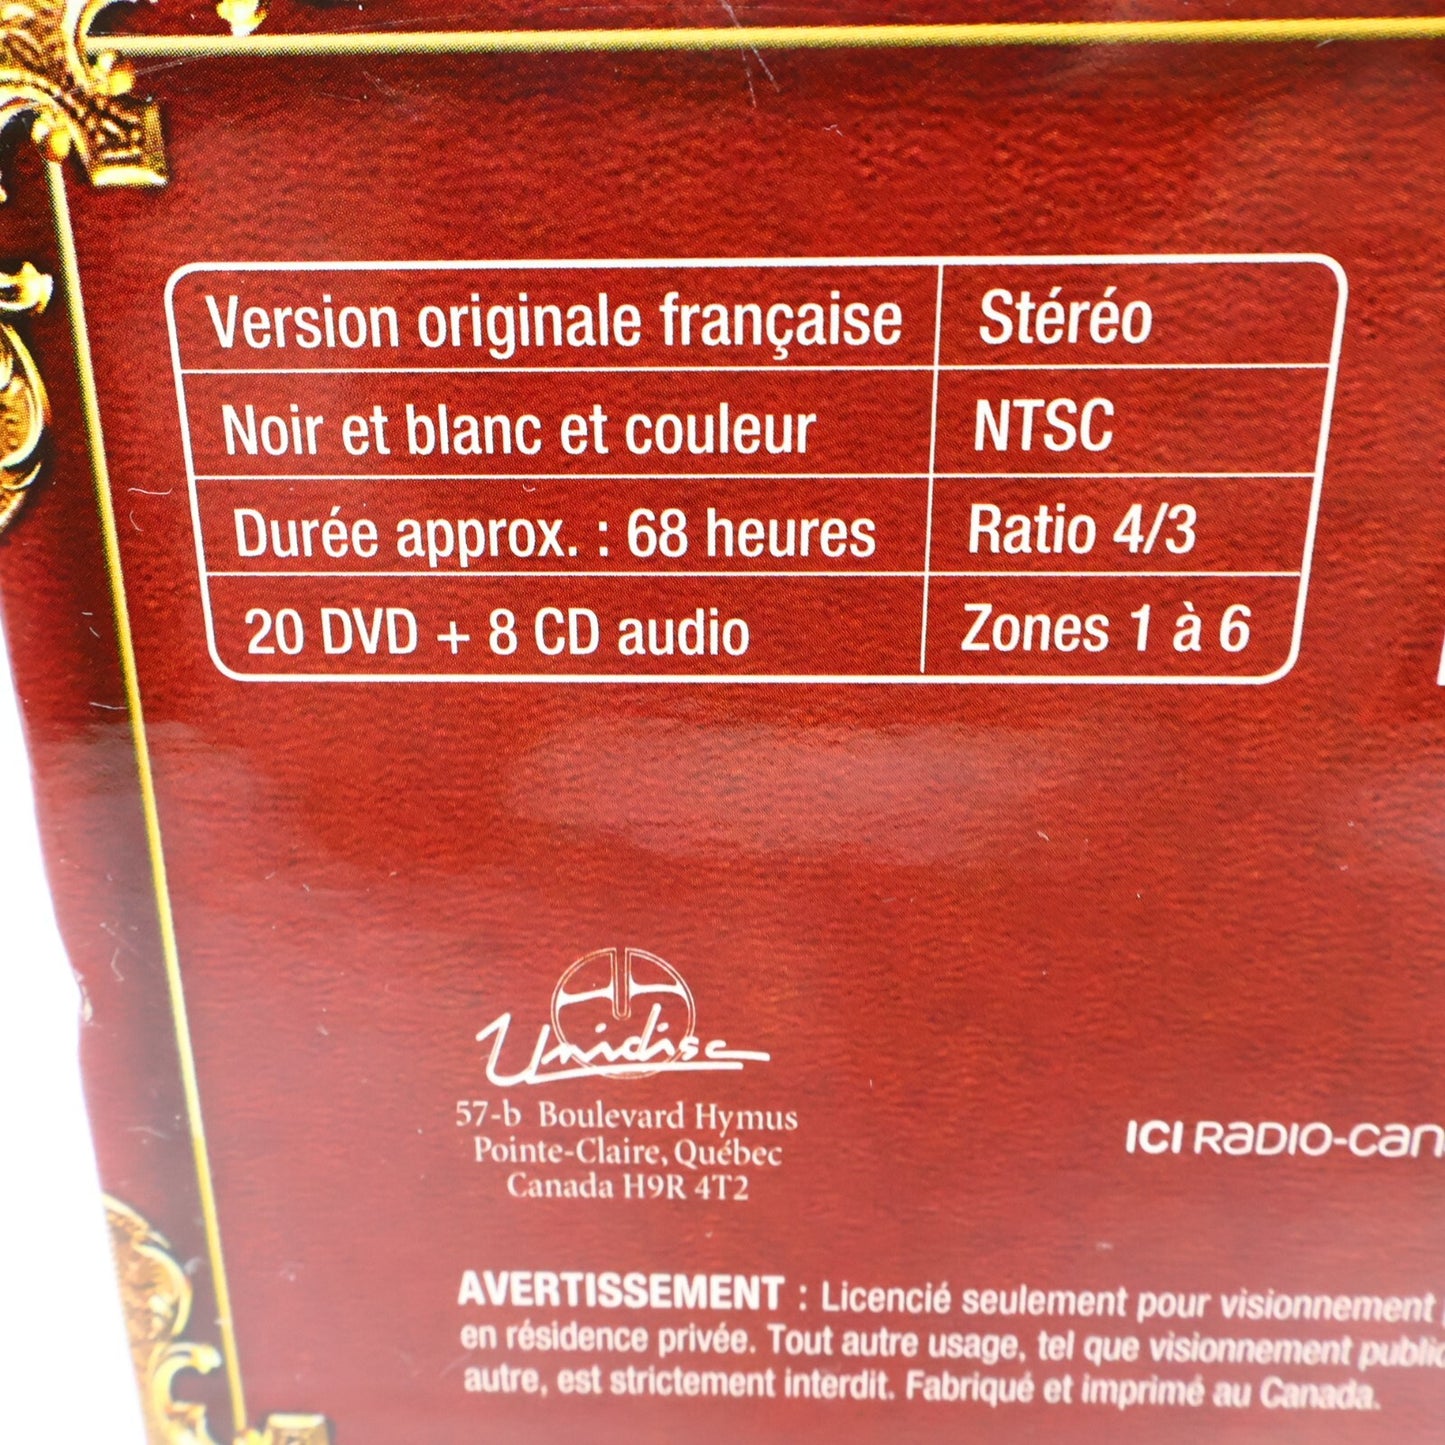 Version originale française Stéréo
Noir et blanc et couleur NTSC
Durée approx. : 68 heures Ratio 4/3
20 DVD + 8 CD audio Zones 1 à 6
Unidisc
57-b Boulevard Hymus
Pointe-Claire, Québec
Canada H9R 4T2
ICI RADIO-CAN
AVERTISSEMENT : Licencié seulement pour visionnement
en résidence privée. Tout autre usage, tel que visionnement public
autre, est strictement interdit. Fabriqué et imprimé au Canada.